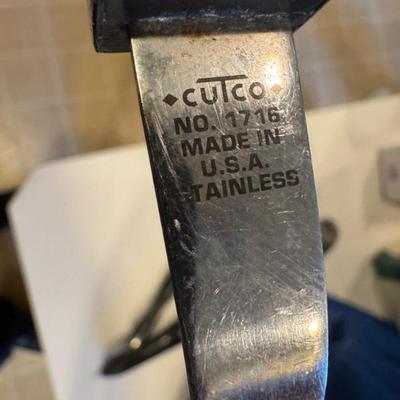 CUTCO
NO. 1716
MADE IN
U.S.A.
STAINLESS